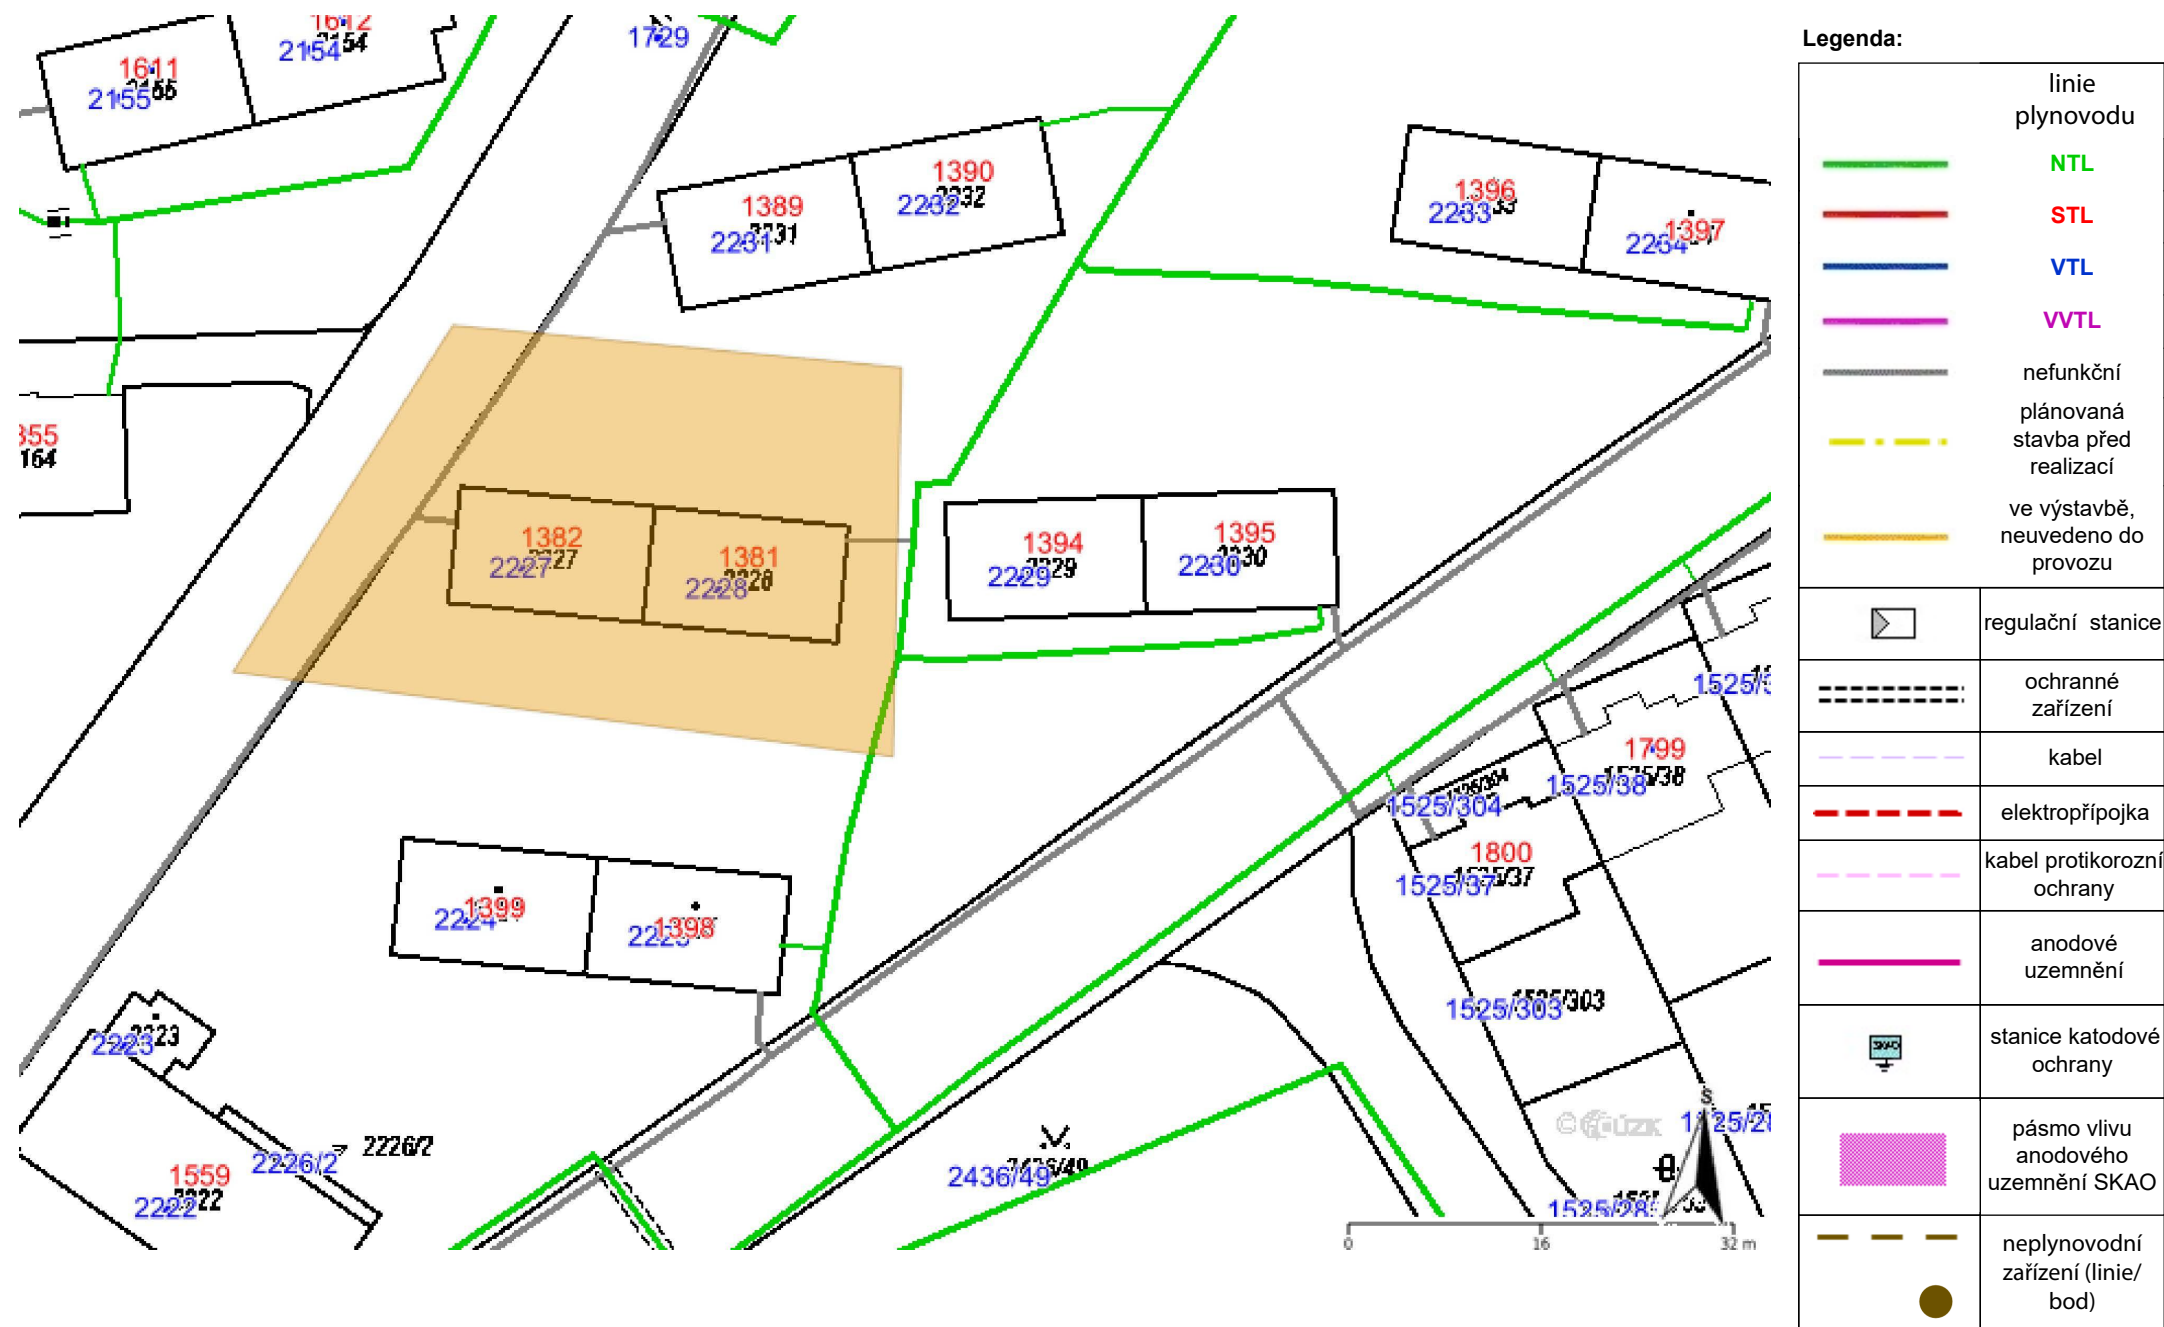 1612
2154
1729
1611
2155
1390
2232
1389
2231
1396
2233
1397
2234
164
1382
2227
1381
2228
1394
2229
1395
2230
1799
1525/38
1525/304
1800
1525/37
1399
2224
1398
1525/303
2223
2226/2
2226/2
1559
2222
2436/49
S
0
16
32 m
Legenda:
linie
plynovodu
NTL
STL
VTL
VVTL
nefunkční
plánovaná
stavba před
realizací
ve výstavbě,
neuvedeno do
provozu
regulační stanice
ochranné
zařízení
kabel
elektropřípojka
kabel protikorozní
ochrany
anodové
uzemnění
SKAO
stanice katodové
ochrany
pásmo vlivu
anodového
uzemnění SKAO
neplynovodní
zařízení (linie/
bod)